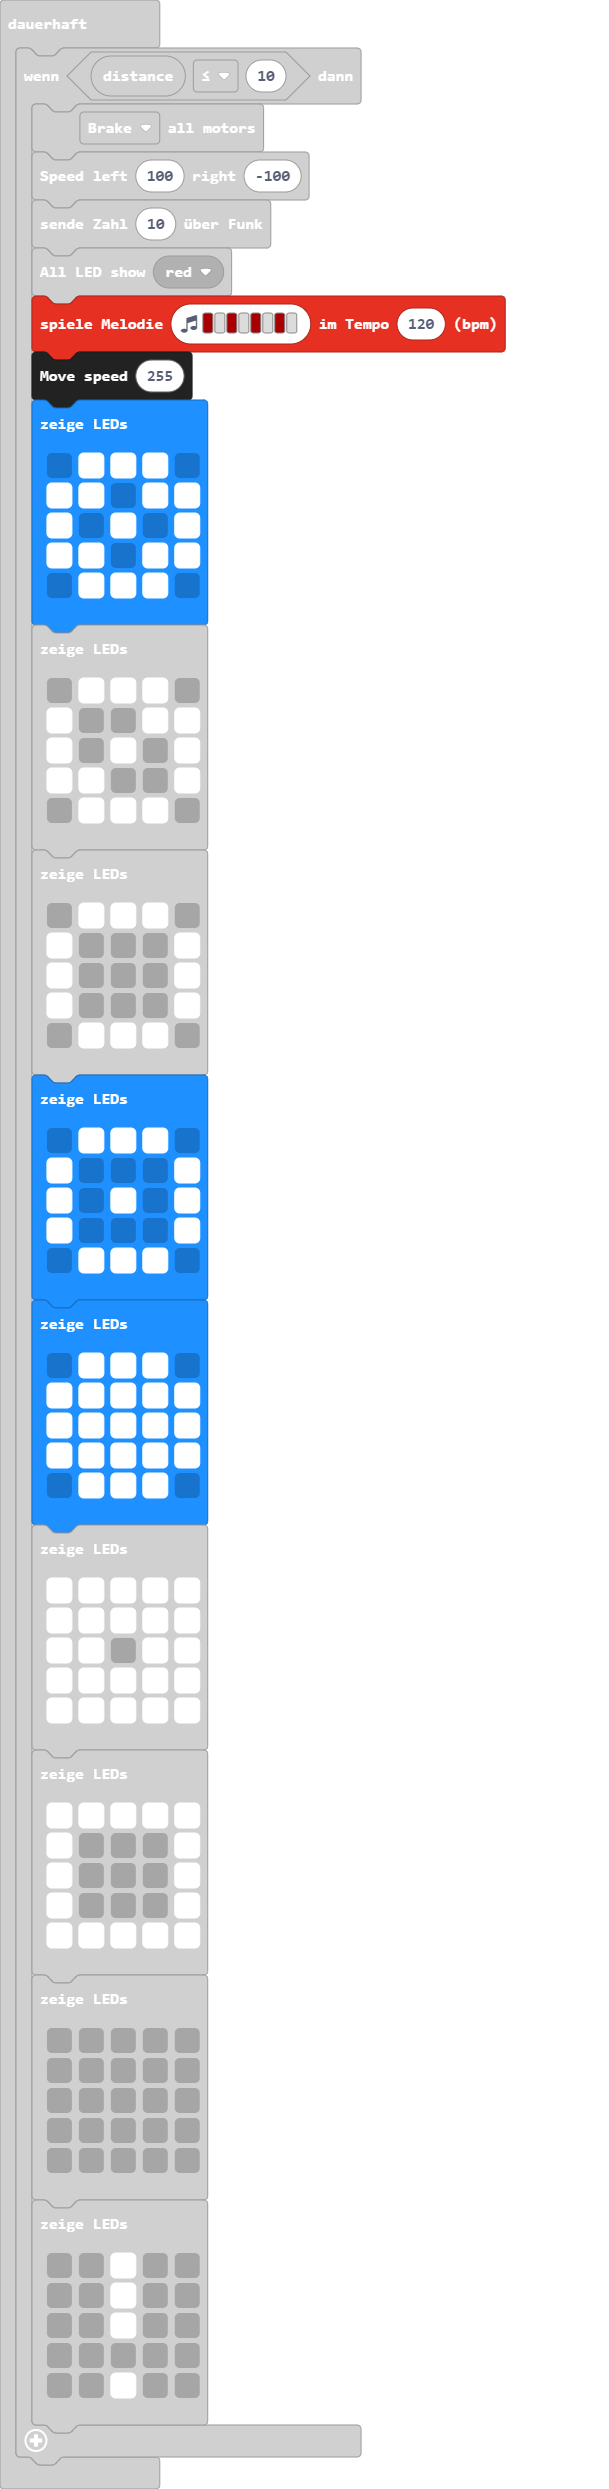 dauerhaft
wenn distance ≤ 10 dann
Brake all motors
Speed left 100 right -100
sende Zahl 10 über Funk
All LED show red
spiele Melodie im Tempo 120 (bpm)
Move speed 255
zeige LEDs
zeige LEDs
zeige LEDs
zeige LEDs
zeige LEDs
zeige LEDs
zeige LEDs
zeige LEDs
zeige LEDs